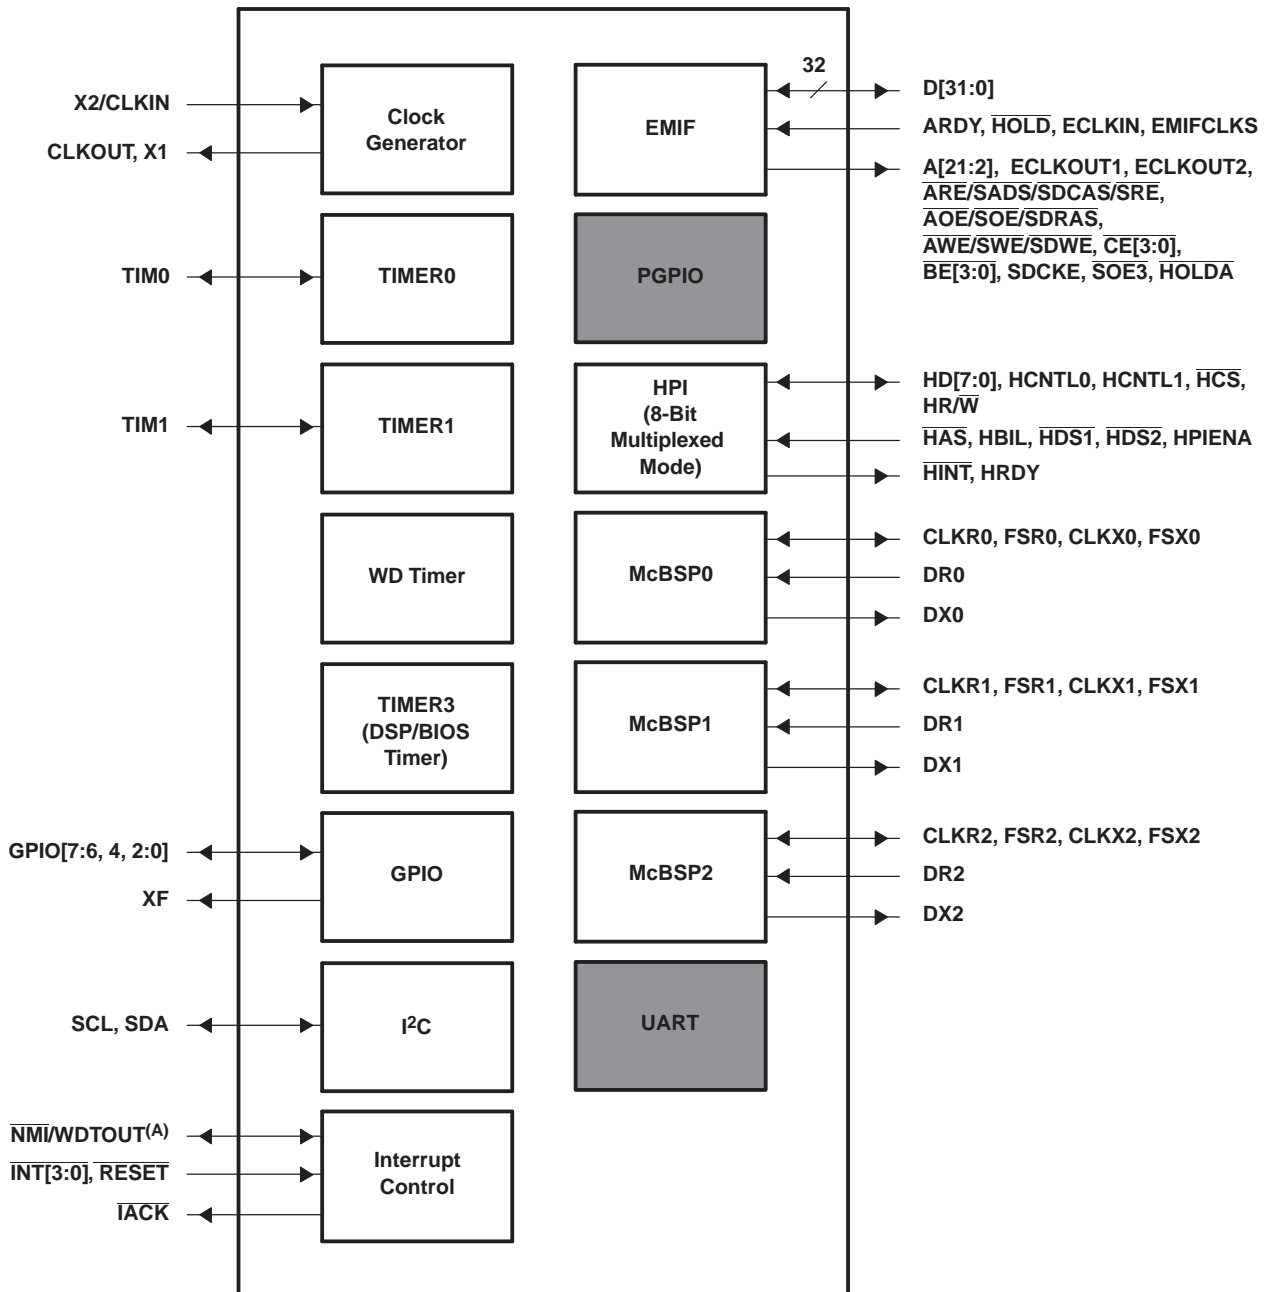 X2/CLKIN
CLKOUT, X1
TIM0
TIM1
GPIO[7:6, 4, 2:0]
XF
SCL, SDA
NMI/WDTOUT(A)
INT[3:0], RESET
IACK
Clock
Generator
TIMER0
TIMER1
WD Timer
TIMER3
(DSP/BIOS
Timer)
GPIO
I2C
Interrupt
Control
EMIF
PGPIO
HPI
(8-Bit
Multiplexed
Mode)
McBSP0
McBSP1
McBSP2
UART
32
D[31:0]
ARDY, HOLD, ECLKIN, EMIFCLKS
A[21:2], ECLKOUT1, ECLKOUT2,
ARE/SADS/SDCAS/SRE,
AOE/SOE/SDRAS,
AWE/SWE/SDWE, CE[3:0],
BE[3:0], SDCKE, SOE3, HOLDA
HD[7:0], HCNTL0, HCNTL1, HCS,
HR/W
HAS, HBIL, HDS1, HDS2, HPIENA
HINT, HRDY
CLKR0, FSR0, CLKX0, FSX0
DR0
DX0
CLKR1, FSR1, CLKX1, FSX1
DR1
DX1
CLKR2, FSR2, CLKX2, FSX2
DR2
DX2